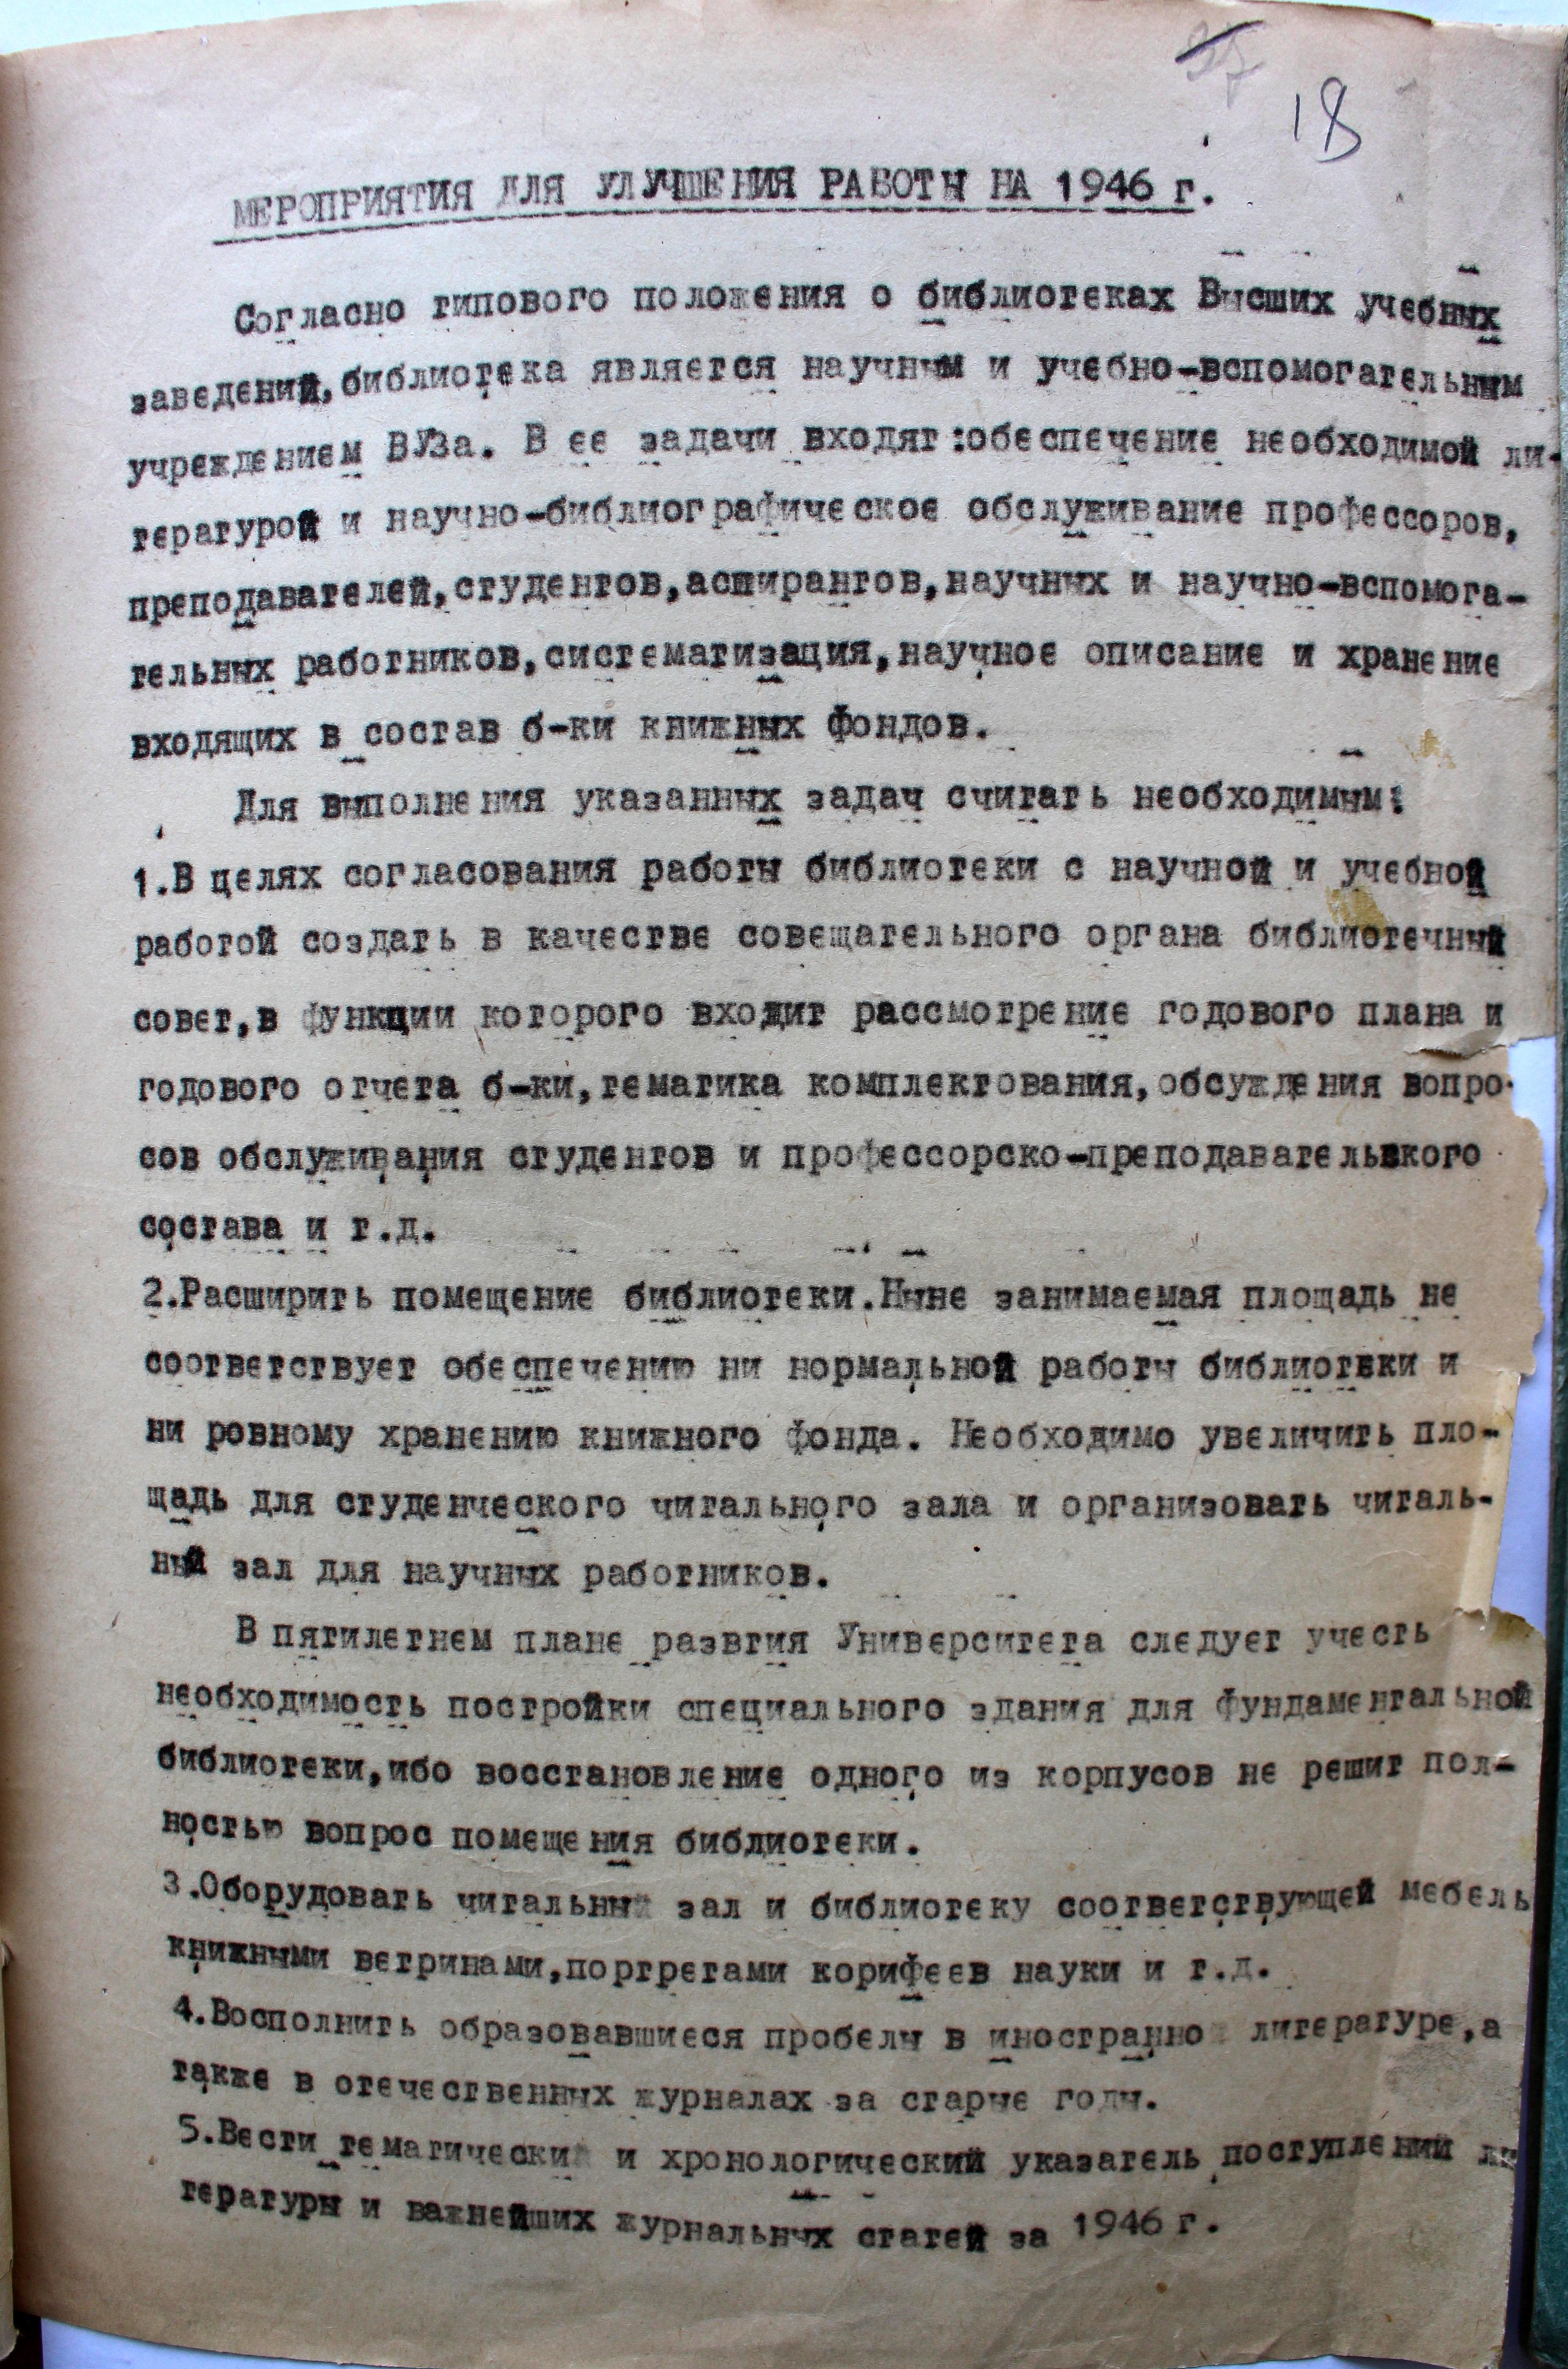 37
18
МЕРОПРИЯТИЯ ДЛЯ УЛУЧШЕНИЯ РАБОТЫ НА 1946 г.
Согласно типового положения о библиотеках Высших учебных
заведений, библиотека является научным и учебно-вспомогательным
учреждением ВУЗа. В ее задачи входят:обеспечение необходимой ли-
тературой и научно-библиографическое обслуживание профессоров,
преподавателей,студентов,аспирантов,научных и научно-вспомога-
тельных работников,систематизация,научное описание и хранение
входящих в состав б-ки книжных фондов.
Для выполнения указанных задач считать необходимым:
1.В целях согласования работы библиотеки с научной и учебной
работой создать в качестве совещательного органа библиотечный
совет,в функции которого входит рассмотрение годового плана и
годового отчета б-ки,тематика комплектования,обсуждения вопро-
сов обслуживания студентов и профессорско-преподавательского
состава и т.д.
2.Расширить помещение библиотеки.Ныне занимаемая площадь не
соответствует обеспечению ни нормальной работы библиотеки и
ни ровному хранению книжного фонда. Необходимо увеличить пло-
щадь для студенческого читального зала и организовать читаль-
ный зал для научных работников.
В пятилетнем плане развтия Университета следует учесть
необходимость постройки специального здания для фундаментальной
библиотеки,ибо восстановление одного из корпусов не решит пол-
ностью вопрос помещения библиотеки.
3.Оборудовать читальный зал и библиотеку соответствующей мебель
книжными ветринами,портретами корифеев науки и т.д.
4.Восполнить образовавшиеся пробелы в иностранной литературе,а
также в отечественных журналах за старые годы.
5.Вести тематический и хронологический указатель поступлений ли
тературы и важнейших журнальных статей за 1946 г.